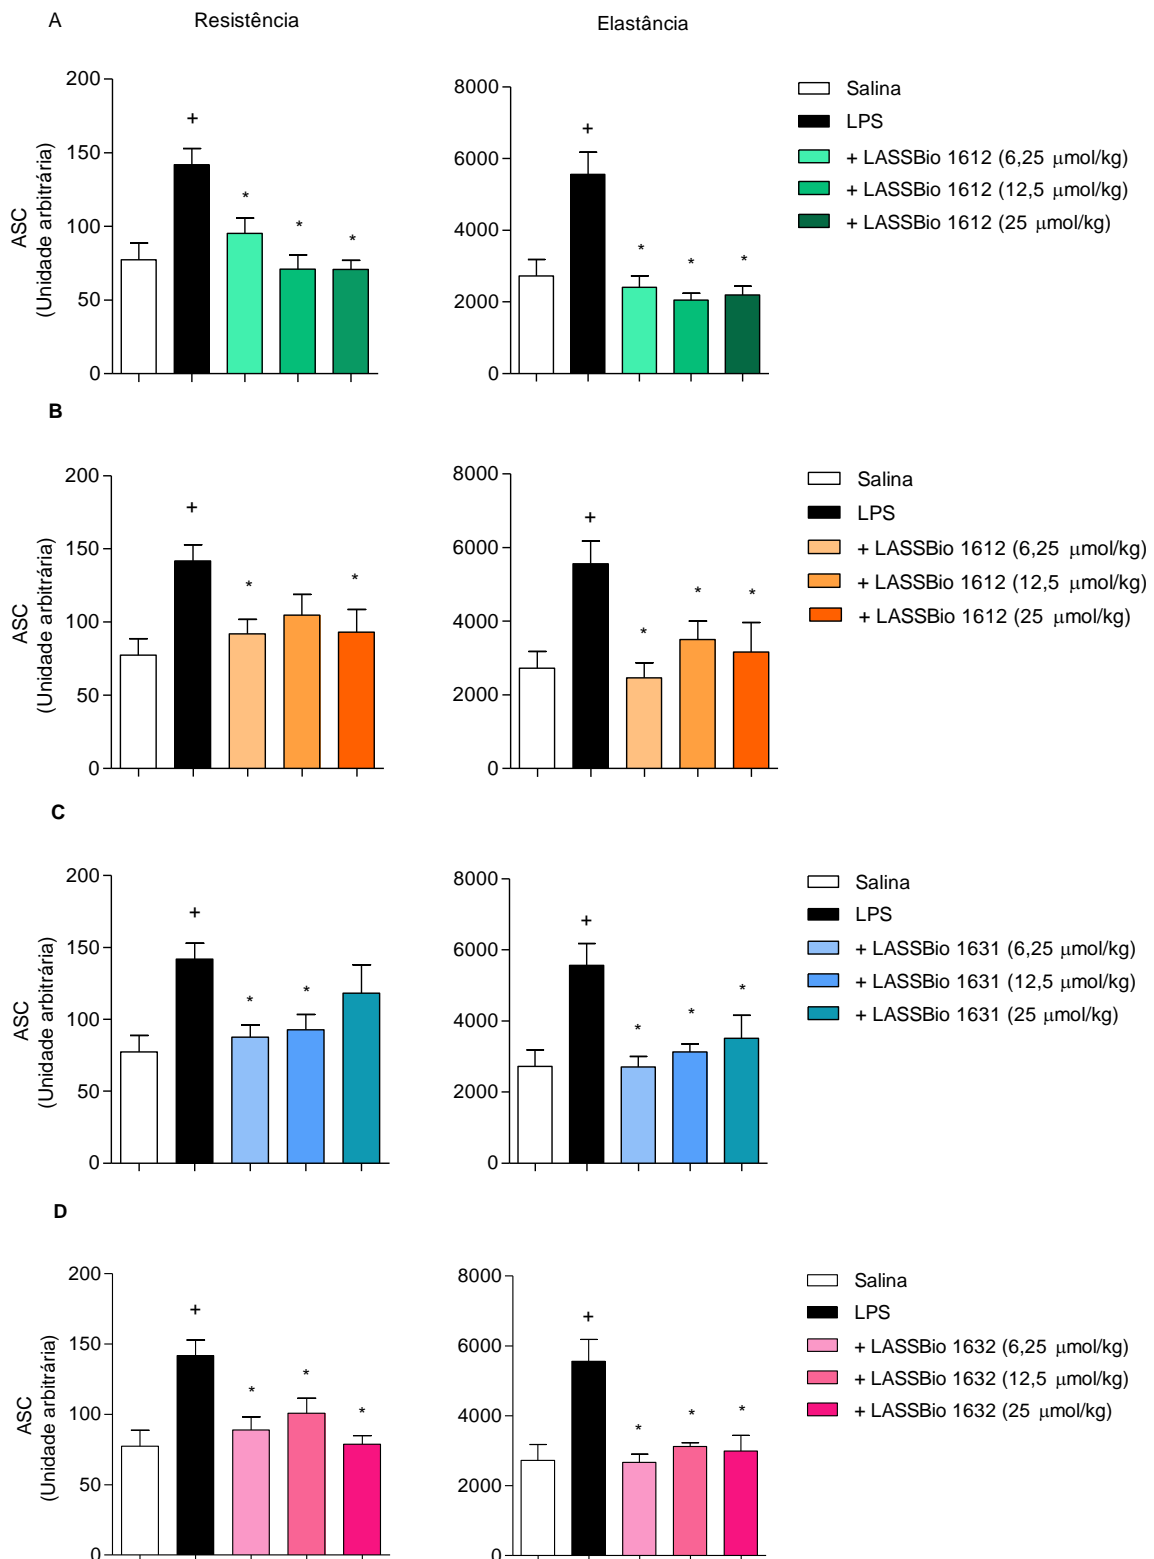 A
Resistência
Elastância
200
150
100
50
0
ASC
(Unidade arbitrária)
+
*
*
*
8000
6000
4000
2000
0
+
*
*
*
Salina
LPS
+ LASSBio 1612 (6,25 μmol/kg)
+ LASSBio 1612 (12,5 μmol/kg)
+ LASSBio 1612 (25 μmol/kg)
B
200
150
100
50
0
ASC
(Unidade arbitrária)
+
*
*
8000
6000
4000
2000
0
+
*
*
*
Salina
LPS
+ LASSBio 1612 (6,25 μmol/kg)
+ LASSBio 1612 (12,5 μmol/kg)
+ LASSBio 1612 (25 μmol/kg)
C
200
150
100
50
0
ASC
(Unidade arbitrária)
+
*
*
8000
6000
4000
2000
0
+
*
*
*
Salina
LPS
+ LASSBio 1631 (6,25 μmol/kg)
+ LASSBio 1631 (12,5 μmol/kg)
+ LASSBio 1631 (25 μmol/kg)
D
200
150
100
50
0
ASC
(Unidade arbitrária)
+
*
*
*
8000
6000
4000
2000
0
+
*
*
*
Salina
LPS
+ LASSBio 1632 (6,25 μmol/kg)
+ LASSBio 1632 (12,5 μmol/kg)
+ LASSBio 1632 (25 μmol/kg)